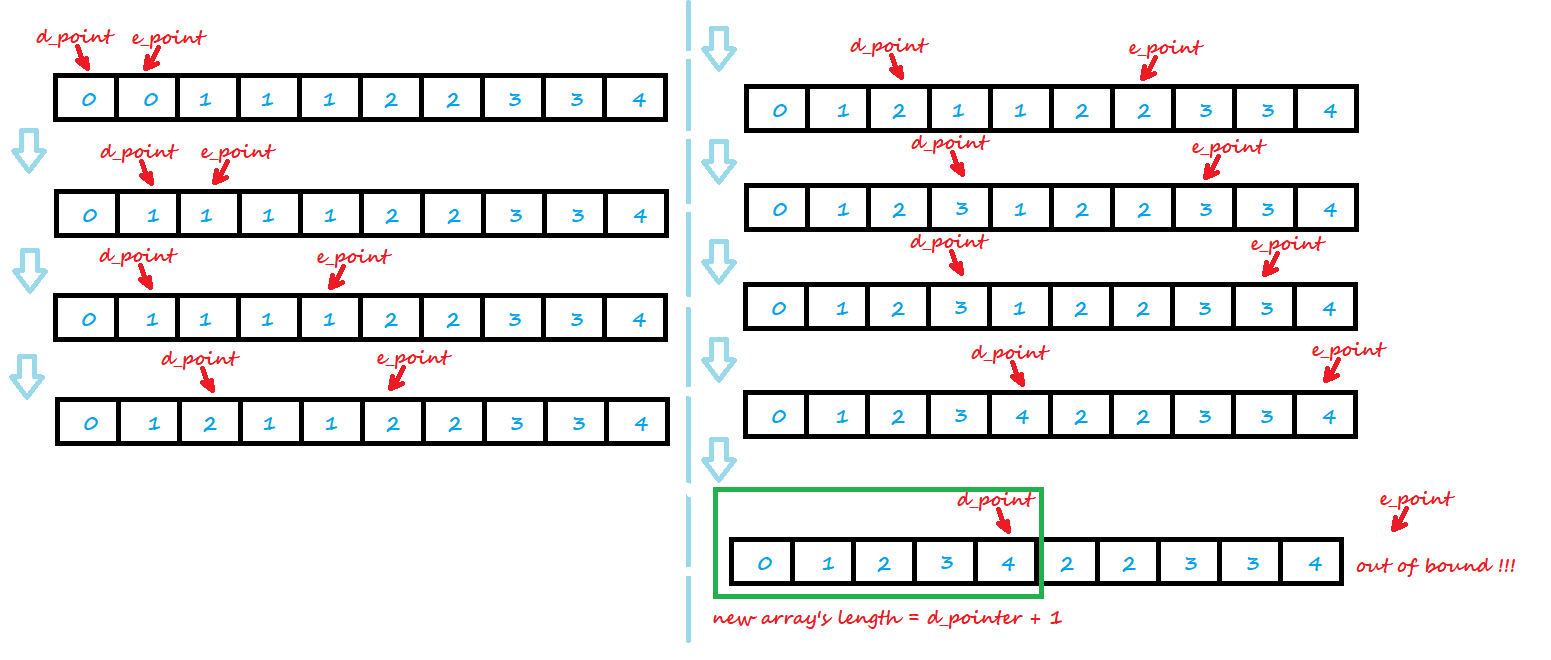 d_point e_point
0 0 1 1 1 2 2 3 3 4
d_point e_point
0 1 1 1 1 2 2 3 3 4
d_point e_point
0 1 1 1 1 2 2 3 3 4
d_point e_point
0 1 2 1 1 2 2 3 3 4
d_point e_point
0 1 2 1 1 2 2 3 3 4
d_point e_point
0 1 2 3 1 2 2 3 3 4
d_point e_point
0 1 2 3 1 2 2 3 3 4
d_point e_point
0 1 2 3 4 2 2 3 3 4
d_point e_point
0 1 2 3 4 2 2 3 3 4 out of bound !!!
new array's length = d_pointer + 1